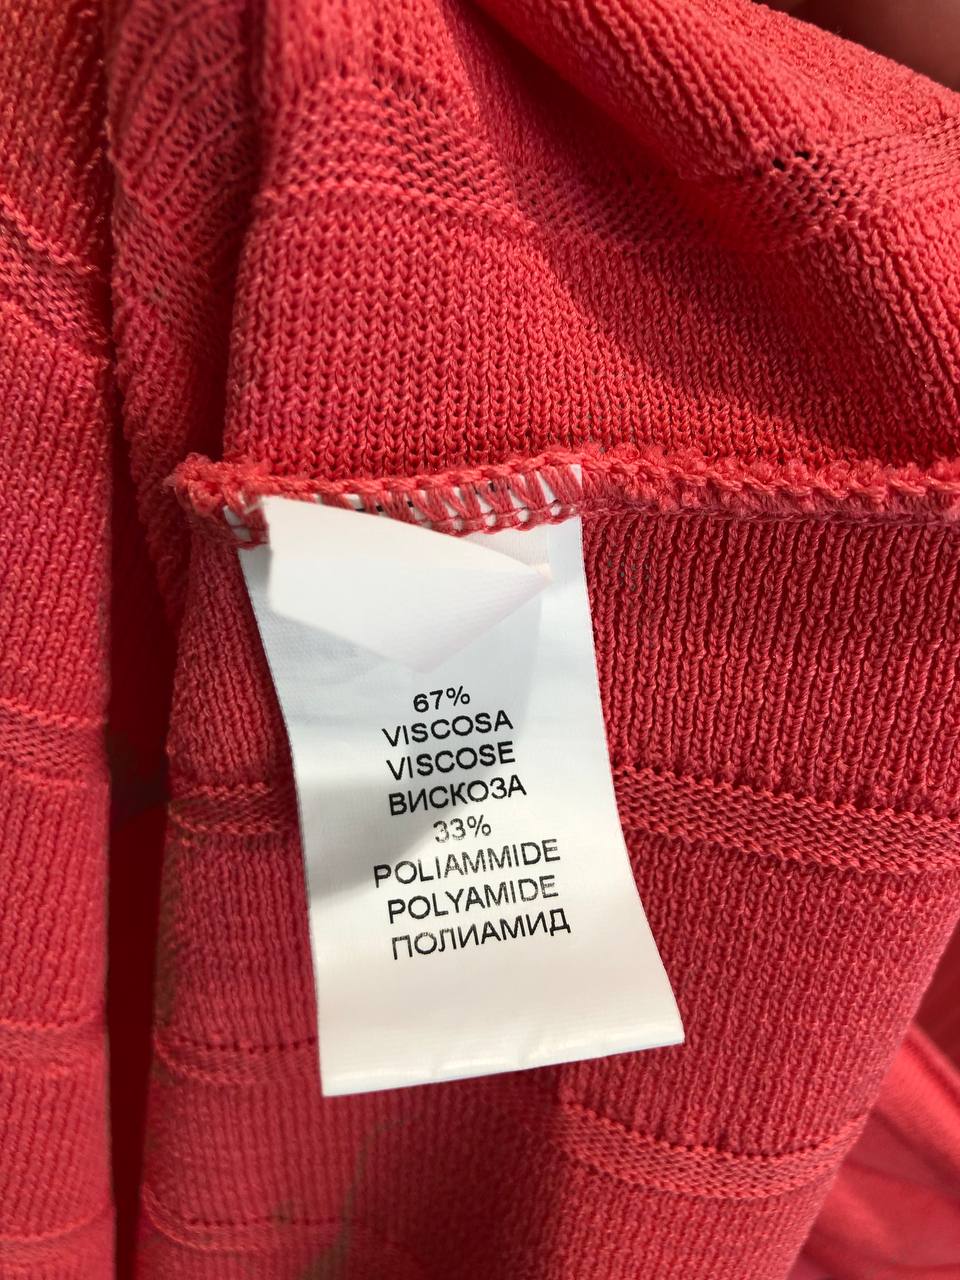 67%
VISCOSA
VISCOSE
ВИСКОЗА
33%
POLIAMMIDE
POLYAMIDE
ПОЛИАМИД